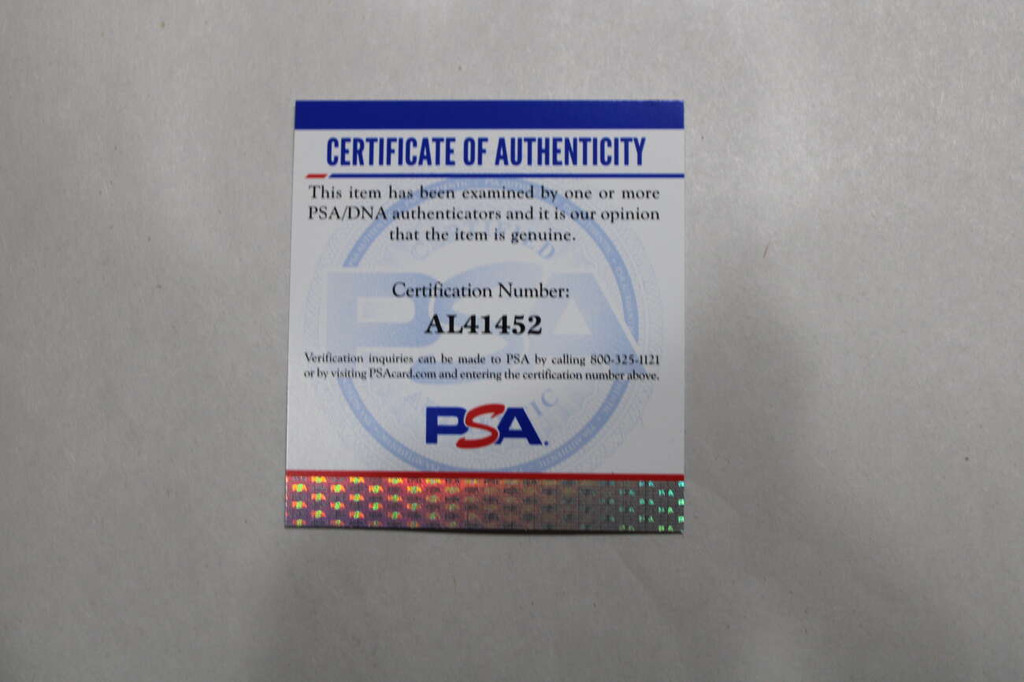 CERTIFICATE OF AUTHENTICITY
This item has been examined by one or more
PSA/DNA authenticators and it is our opinion
that the item is genuine.
Certification Number:
AL41452
Verification inquiries can be made to PSA by calling 800-325-1121
or by visiting PSAcard.com and entering the certification number above.
PSA.